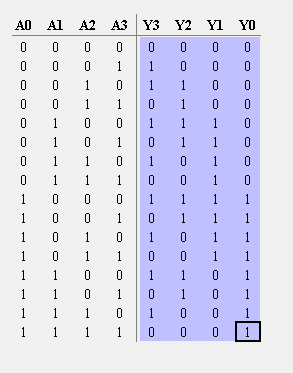 A0 A1 A2 A3 Y3 Y2 Y1 Y0
0 0 0 0 0 0 0 0
0 0 0 1 1 0 0 0
0 0 1 0 1 1 0 0
0 0 1 1 0 1 0 0
0 1 0 0 1 1 1 0
0 1 0 1 0 1 1 0
0 1 1 0 1 0 1 0
0 1 1 1 0 0 1 0
1 0 0 0 1 1 1 1
1 0 0 1 0 1 1 1
1 0 1 0 1 0 1 1
1 0 1 1 0 0 1 1
1 1 0 0 1 1 0 1
1 1 0 1 0 1 0 1
1 1 1 0 1 0 0 1
1 1 1 1 0 0 0 1